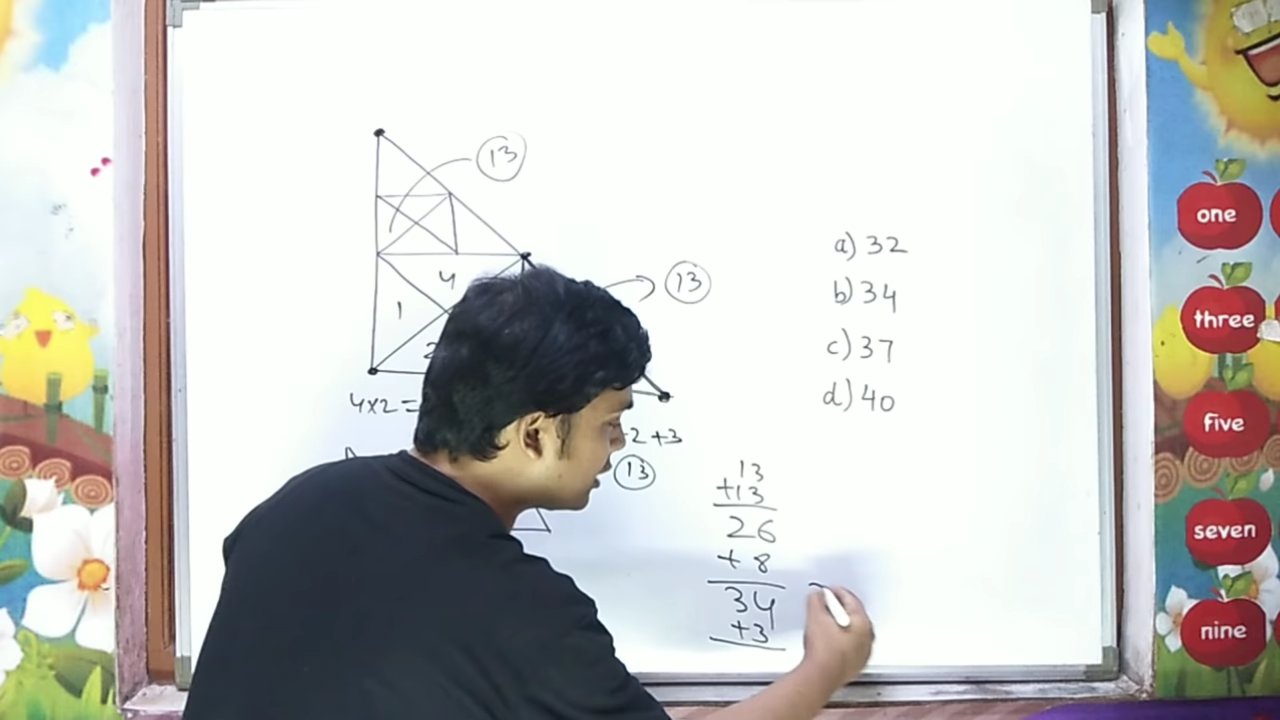 13
4
13
1
4x2=
2+3
13
a) 32
b) 34
c) 37
d) 40
13
+13
26
+8
34
+3
one
three
five
seven
nine